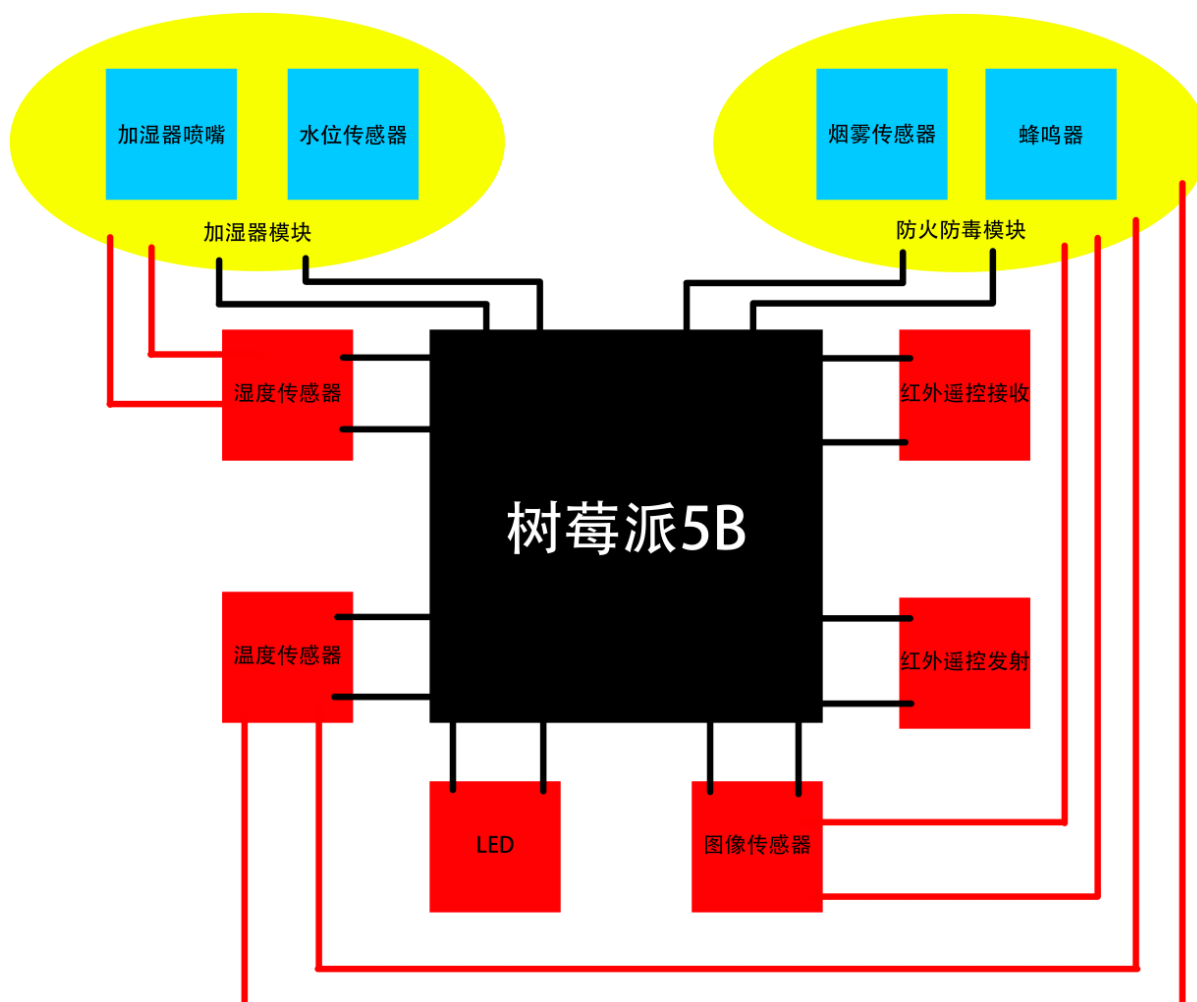 加湿器喷嘴
水位传感器
烟雾传感器
蜂鸣器
加湿器模块
防火防毒模块
湿度传感器
红外遥控接收
树莓派5B
温度传感器
红外遥控发射
LED
图像传感器